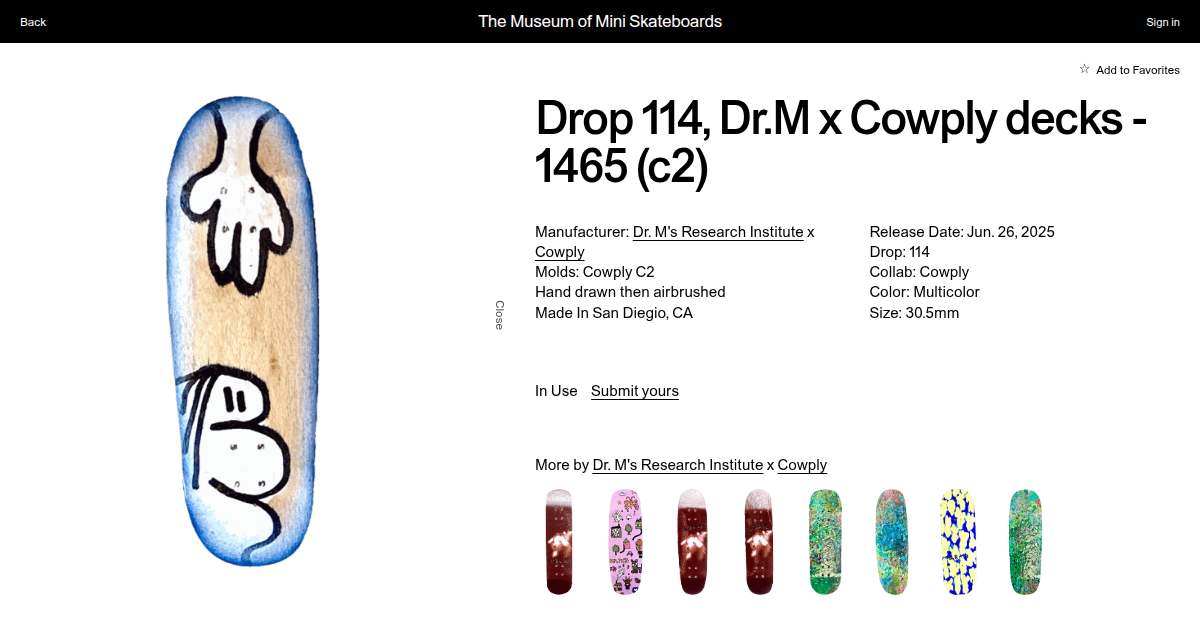 Back
The Museum of Mini Skateboards
Sign in
☆ Add to Favorites
Drop 114, Dr.M x Cowply decks -
1465 (c2)
Manufacturer: Dr. M's Research Institute x
Cowply
Molds: Cowply C2
Hand drawn then airbrushed
Made In San Diegio, CA
Release Date: Jun. 26, 2025
Drop: 114
Collab: Cowply
Color: Multicolor
Size: 30.5mm
Close
In Use Submit yours
More by Dr. M's Research Institute x Cowply